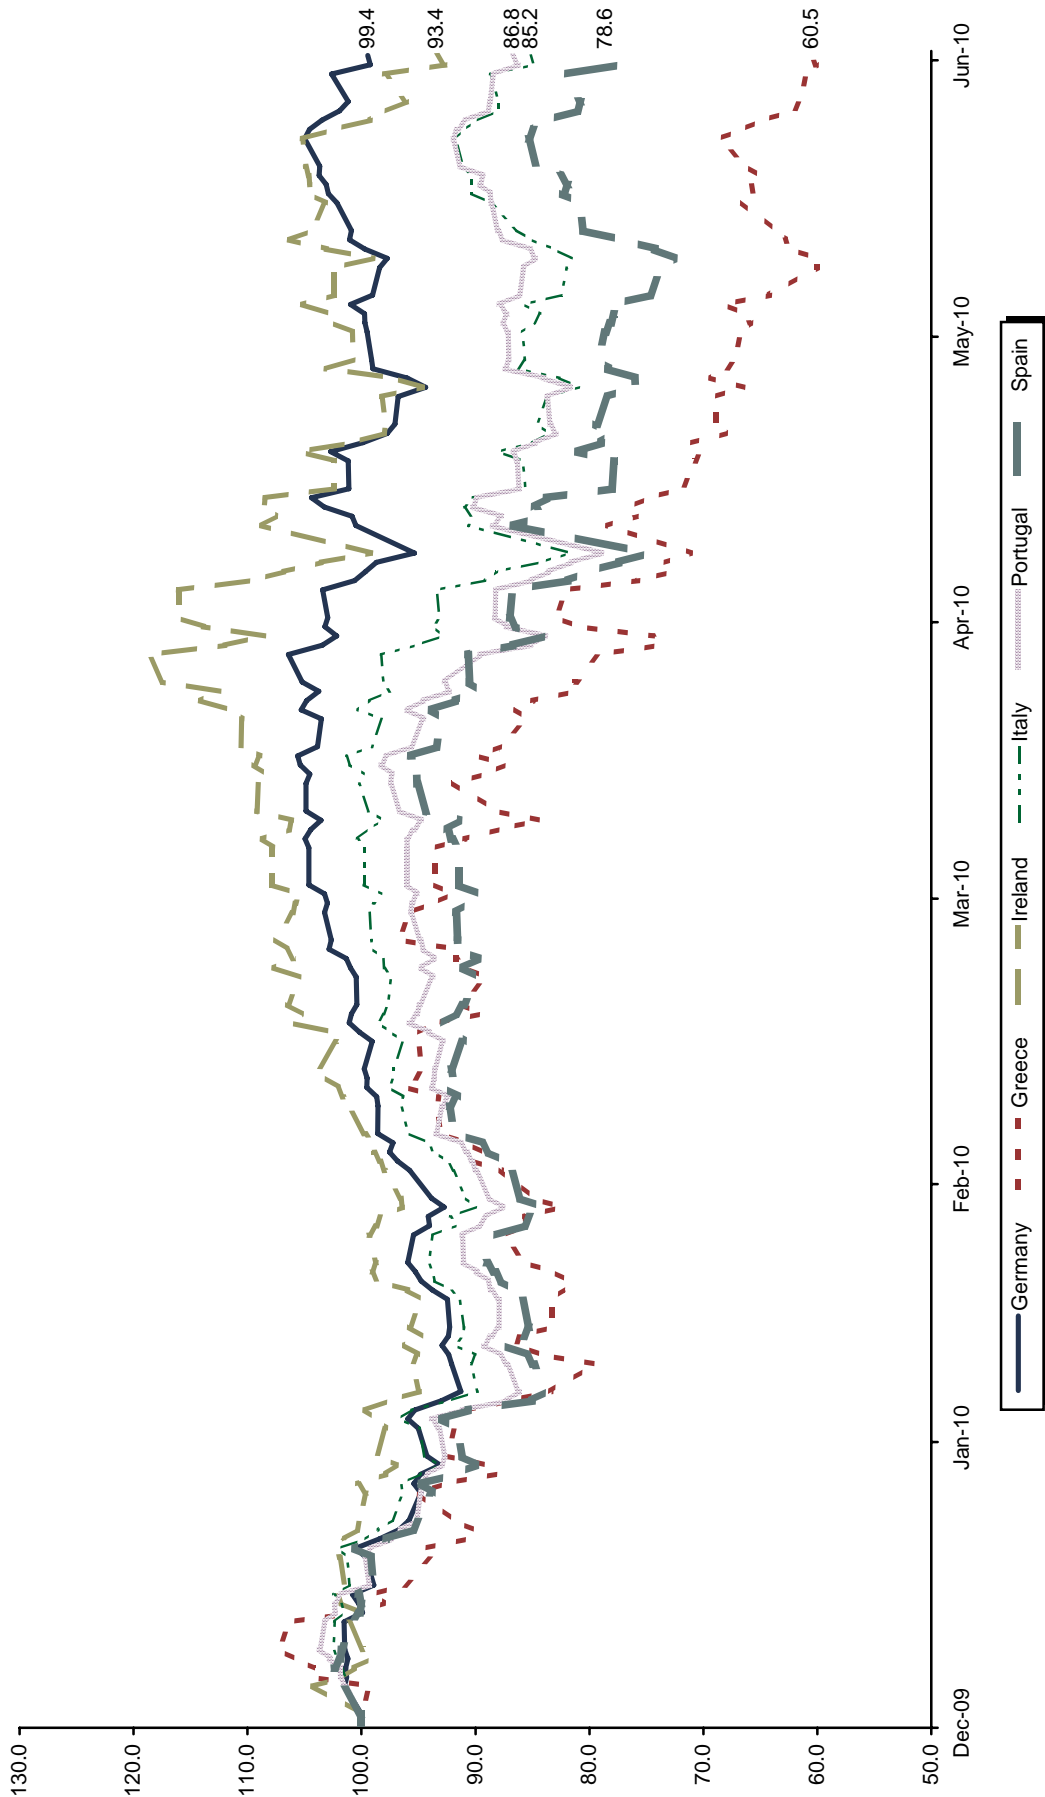 130.0
120.0
110.0
100.0
90.0
80.0
70.0
60.0
50.0
Dec-09
Jan-10
Feb-10
Mar-10
Apr-10
May-10
Jun-10
99.4
93.4
86.8
85.2
78.6
60.5
Germany Greece Ireland Italy Portugal Spain